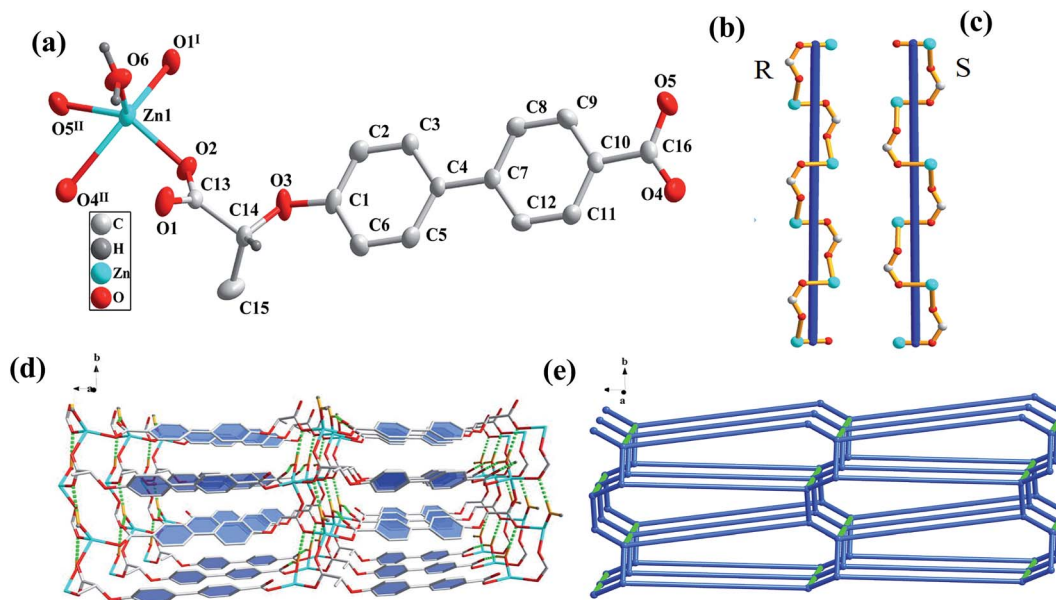 (a)
O1I
O6
O5II
Zn1
O2
C13
O4II
O1
C14
O3
C15
C1
C2
C3
C4
C5
C6
C7
C8
C9
C10
C11
C12
C16
O5
O4
C
H
Zn
O
(b)
R
(c)
S
(d)
b
a
(e)
b
a